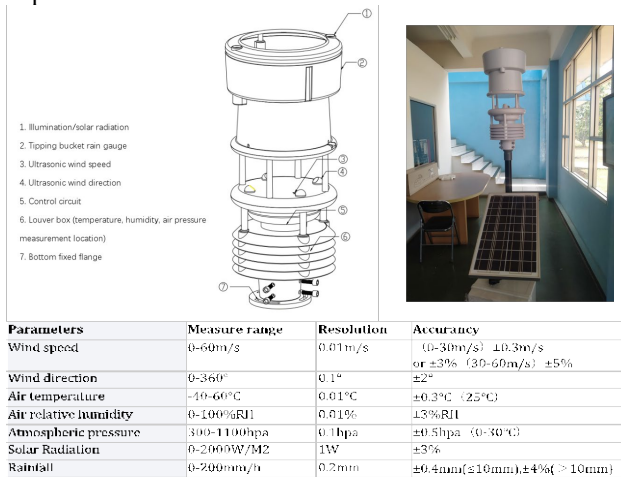 1. Illumination/solar radiation
2. Tipping bucket rain gauge
3. Ultrasonic wind speed
4. Ultrasonic wind direction
5. Control circuit
6. Louver box (temperature, humidity, air pressure
measurement location)
7. Bottom fixed flange
①
②
③
④
⑤
⑥
⑦
Parameters Measure range Resolution Accurancy
Wind speed 0-60m/s 0.01m/s （0-30m/s）±0.3m/s
or ±3%（30-60m/s）±5%
Wind direction 0-360° 0.1° ±2°
Air temperature -40-60°C 0.01°C ±0.3°C（25°C）
Air relative humidity 0-100%RH 0.01% ±3%RH
Atmospheric pressure 300-1100hpa 0.1hpa ±0.5hpa（0-30°C）
Solar Radiation 0-2000W/M2 1W ±3%
Rainfall 0-200mm/h 0.2mm ±0.4mm(≤10mm),±4%(＞10mm)